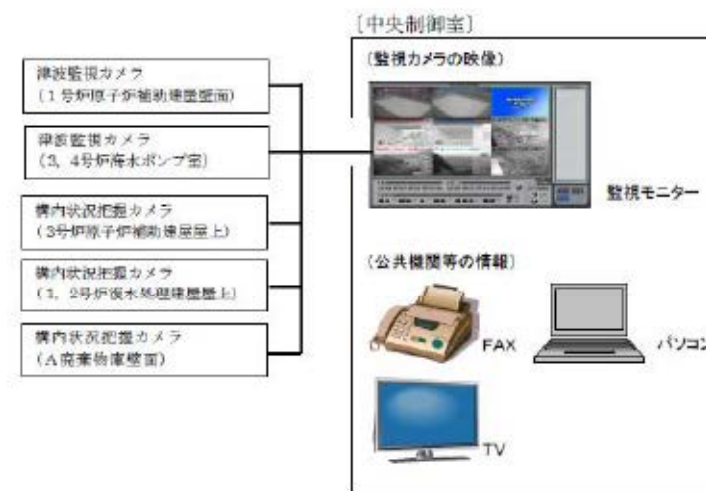 [中央制御室]
(監視カメラの映像)
津波監視カメラ
(1号炉原子炉補助建屋壁面)
津波監視カメラ
(3, 4号炉海水ポンプ室)
監視モニター
構内状況把握カメラ
(3号炉原子炉補助建屋屋上)
(公共機関等の情報)
構内状況把握カメラ
(1, 2号炉復水処理建屋屋上)
構内状況把握カメラ
(A廃棄物庫壁面)
FAX
パソコン
TV